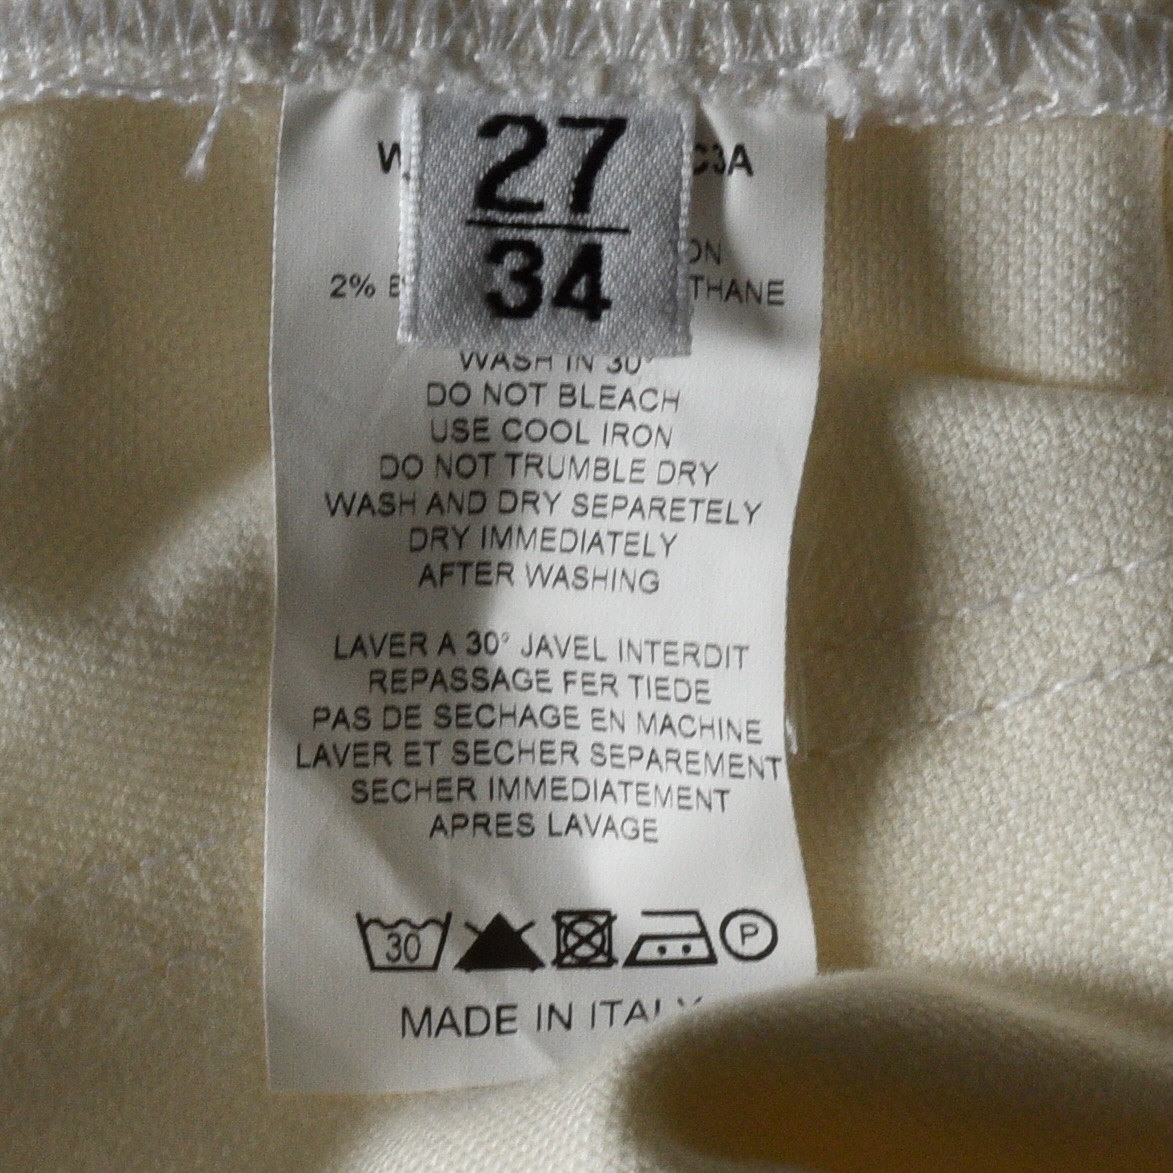 27
34
2%
WASH IN 30°
DO NOT BLEACH
USE COOL IRON
DO NOT TRUMBLE DRY
WASH AND DRY SEPARETELY
DRY IMMEDIATELY
AFTER WASHING
LAVER A 30° JAVEL INTERDIT
REPASSAGE FER TIEDE
PAS DE SECHAGE EN MACHINE
LAVER ET SECHER SEPAREMENT
SECHER IMMEDIATEMENT
APRES LAVAGE
30 P
MADE IN ITALY